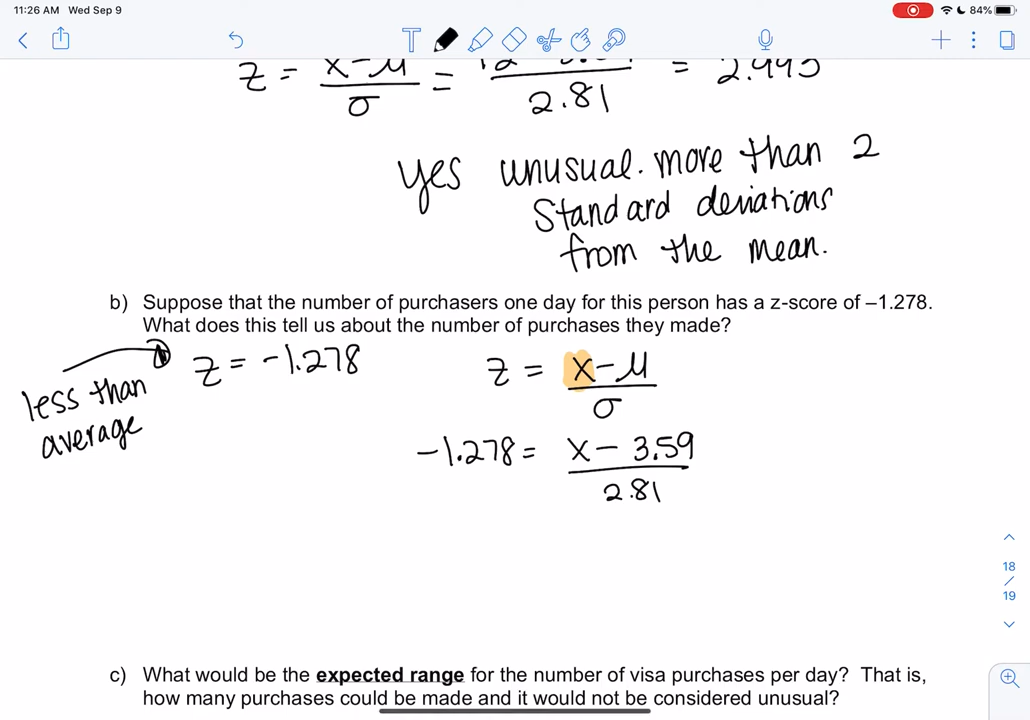 11:26 AM Wed Sep 9
84%
T
z = x-μ / σ = 2.81 = 2.995
yes unusual. more than 2
Standard deviations
from the mean.
b) Suppose that the number of purchasers one day for this person has a z-score of –1.278.
What does this tell us about the number of purchases they made?
z = -1.278
z = x-μ / σ
less than
average
-1.278 = x - 3.59 / 2.81
18
/
19
c) What would be the expected range for the number of visa purchases per day? That is,
how many purchases could be made and it would not be considered unusual?